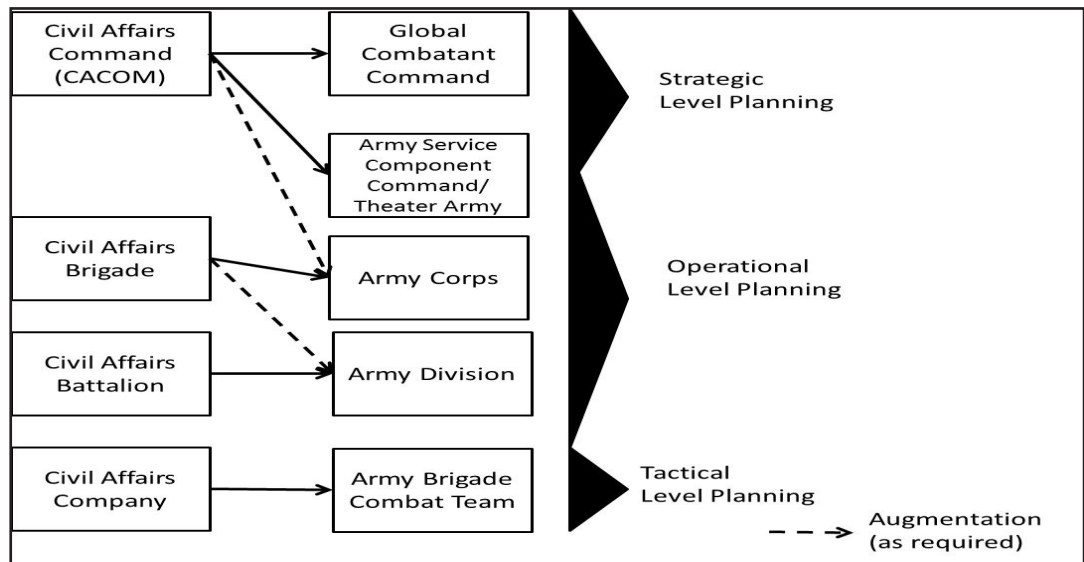 Civil Affairs
Command
(CACOM)
Global
Combatant
Command
Strategic
Level Planning
Army Service
Component
Command/
Theater Army
Civil Affairs
Brigade
Army Corps
Operational
Level Planning
Civil Affairs
Battalion
Army Division
Civil Affairs
Company
Army Brigade
Combat Team
Tactical
Level Planning
Augmentation
(as required)